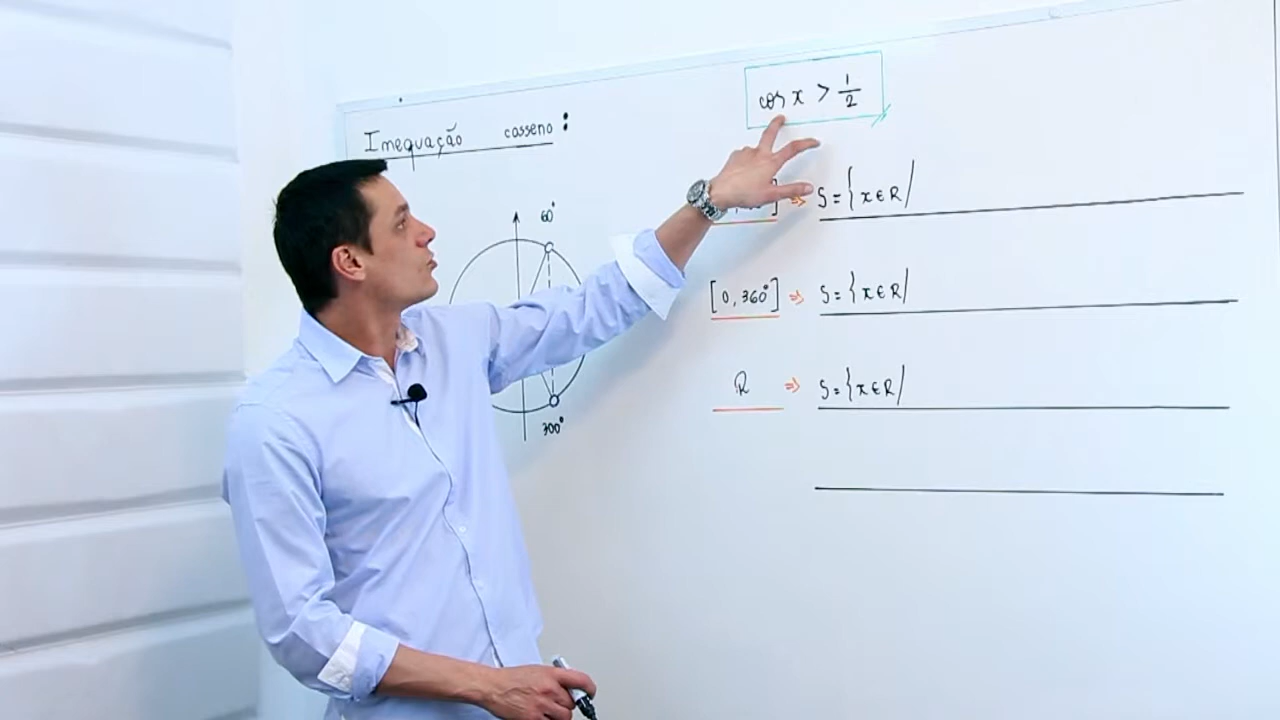 cos x > 1/2
Inequação cosseno:
60°
] ⇒ S = { x ∈ R /
[0, 360°] ⇒ S = { x ∈ R /
R ⇒ S = { x ∈ R /
300°